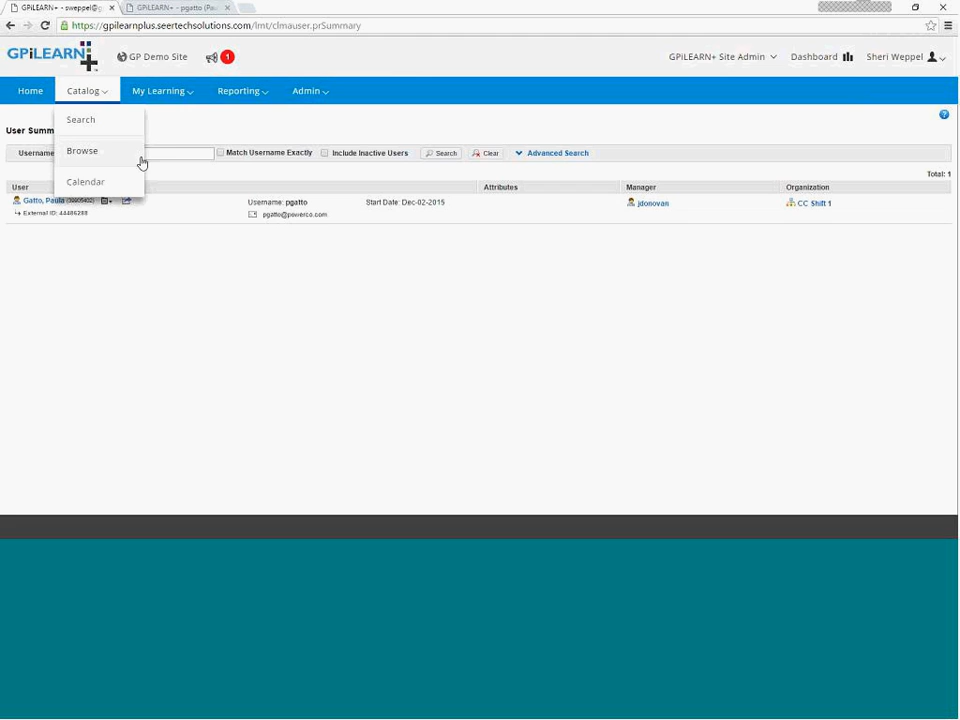 GPiLEARN+ - sweppel@g
GPiLEARN+ - pgatto (Pau
https://gpilearnplus.seertechsolutions.com/lmt/clmauser.prSummary
GPiLEARN+
GP Demo Site
1
GPiLEARN+ Site Admin
Dashboard
Sheri Weppel
Home
Catalog
My Learning
Reporting
Admin
Search
Browse
Calendar
?
User Summ
Username
Match Username Exactly
Include Inactive Users
Search
Clear
Advanced Search
Total: 1
User
Attributes
Manager
Organization
Gatto, Paula (39905402)
Username: pgatto
Start Date: Dec-02-2015
jdonovan
CC Shift 1
External ID: 44486288
pgatto@powerco.com